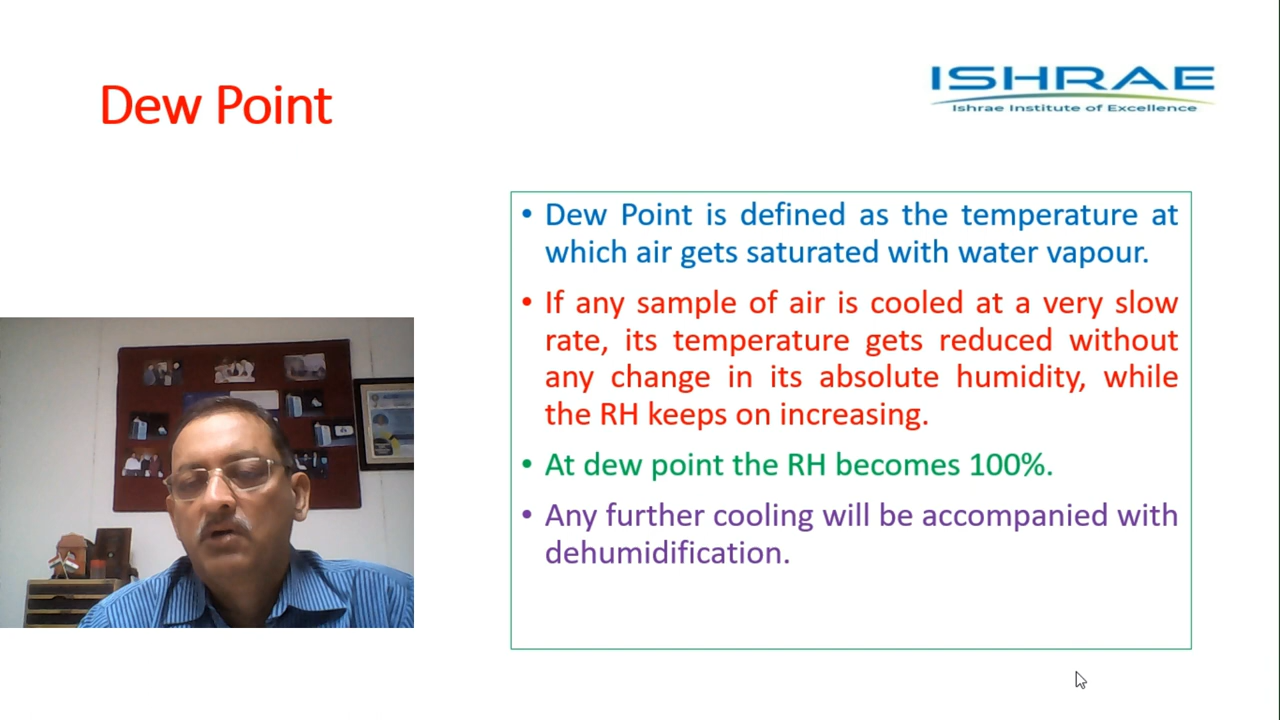 Dew Point
ISHRAE
Ishrae Institute of Excellence
• Dew Point is defined as the temperature at
which air gets saturated with water vapour.
• If any sample of air is cooled at a very slow
rate, its temperature gets reduced without
any change in its absolute humidity, while
the RH keeps on increasing.
• At dew point the RH becomes 100%.
• Any further cooling will be accompanied with
dehumidification.